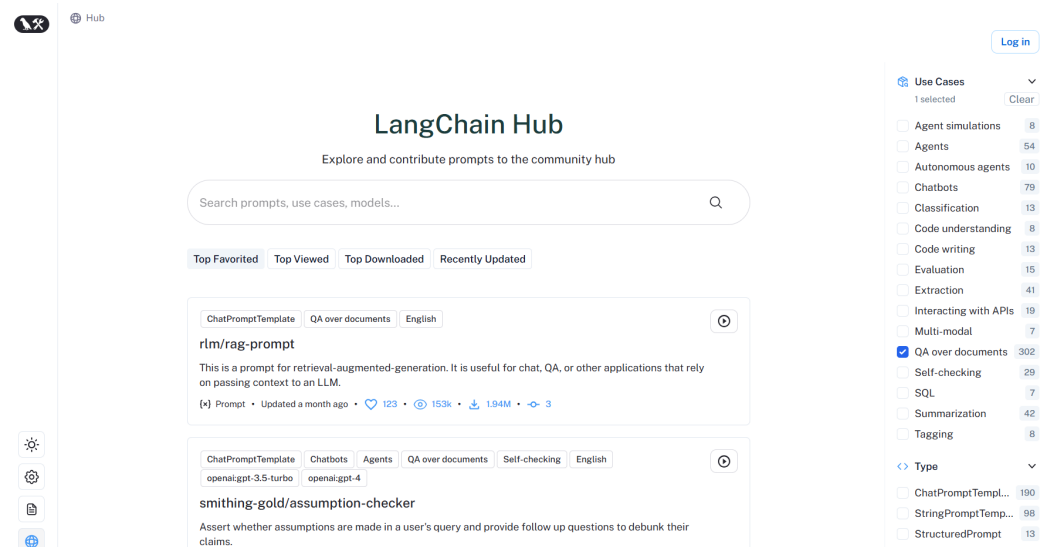 Hub
Log in
LangChain Hub
Explore and contribute prompts to the community hub
Search prompts, use cases, models...
Top Favorited Top Viewed Top Downloaded Recently Updated
ChatPromptTemplate QA over documents English
rlm/rag-prompt
This is a prompt for retrieval-augmented-generation. It is useful for chat, QA, or other applications that rely
on passing context to an LLM.
{×} Prompt • Updated a month ago • 123 • 153k • 1.94M • 3
ChatPromptTemplate Chatbots Agents QA over documents Self-checking English
openai:gpt-3.5-turbo openai:gpt-4
smithing-gold/assumption-checker
Assert whether assumptions are made in a user's query and provide follow up questions to debunk their
claims.
Use Cases
1 selected Clear
Agent simulations 8
Agents 54
Autonomous agents 10
Chatbots 79
Classification 13
Code understanding 8
Code writing 13
Evaluation 15
Extraction 41
Interacting with APIs 19
Multi-modal 7
QA over documents 302
Self-checking 29
SQL 7
Summarization 42
Tagging 8
Type
ChatPromptTempl... 190
StringPromptTemp... 98
StructuredPrompt 13